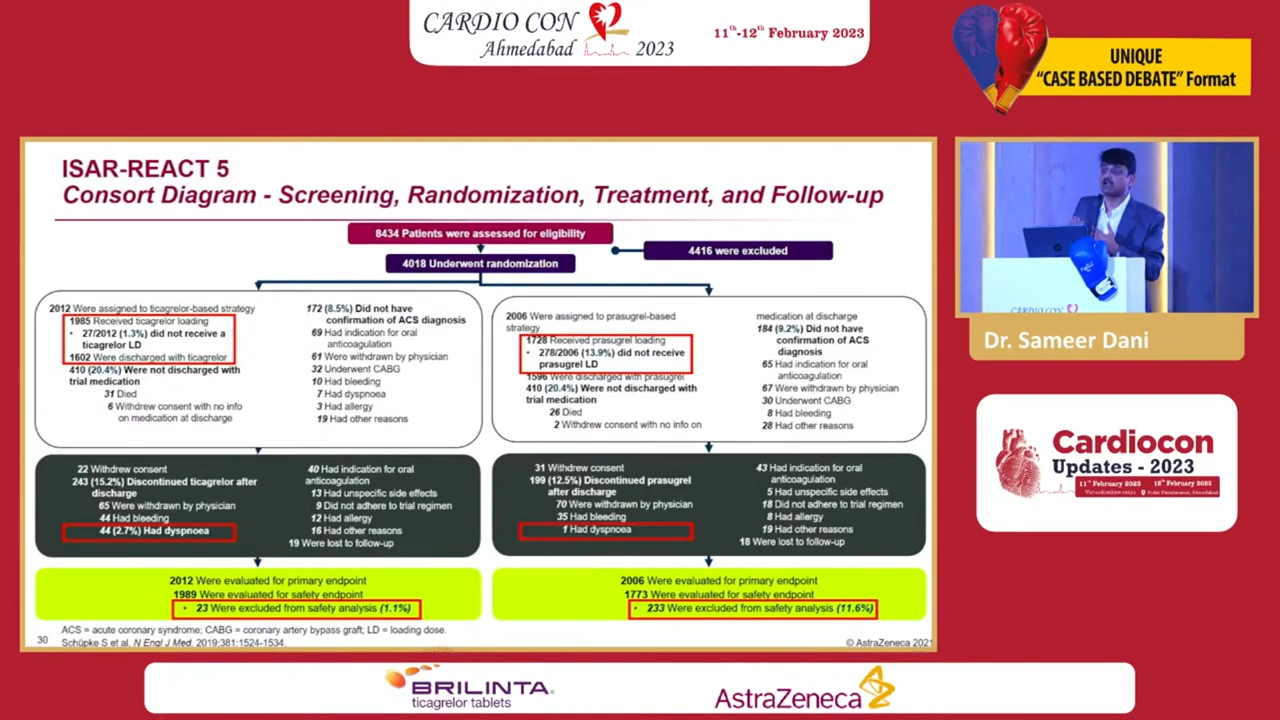 CARDIO CON
Ahmedabad 2023
11th-12th February 2023
UNIQUE
"CASE BASED DEBATE" Format
ISAR-REACT 5
Consort Diagram - Screening, Randomization, Treatment, and Follow-up
8434 Patients were assessed for eligibility
4416 were excluded
4018 Underwent randomization
2012 Were assigned to ticagrelor-based strategy
1985 Received ticagrelor loading
• 27/2012 (1.3%) did not receive a
ticagrelor LD
1602 Were discharged with ticagrelor
410 (20.4%) Were not discharged with
trial medication
31 Died
6 Withdrew consent with no info
on medication at discharge
172 (8.5%) Did not have
confirmation of ACS diagnosis
69 Had indication for oral
anticoagulation
61 Were withdrawn by physician
32 Underwent CABG
10 Had bleeding
7 Had dyspnoea
3 Had allergy
19 Had other reasons
2006 Were assigned to prasugrel-based
strategy
1728 Received prasugrel loading
• 278/2006 (13.9%) did not receive
prasugrel LD
1596 Were discharged with prasugrel
410 (20.4%) Were not discharged with
trial medication
26 Died
2 Withdrew consent with no info on
medication at discharge
184 (9.2%) Did not have
confirmation of ACS
diagnosis
65 Had indication for oral
anticoagulation
67 Were withdrawn by physician
30 Underwent CABG
8 Had bleeding
28 Had other reasons
22 Withdrew consent
243 (15.2%) Discontinued ticagrelor after
discharge
65 Were withdrawn by physician
44 Had bleeding
44 (2.7%) Had dyspnoea
40 Had indication for oral
anticoagulation
13 Had unspecific side effects
9 Did not adhere to trial regimen
12 Had allergy
16 Had other reasons
19 Were lost to follow-up
31 Withdrew consent
199 (12.5%) Discontinued prasugrel
after discharge
70 Were withdrawn by physician
35 Had bleeding
1 Had dyspnoea
43 Had indication for oral
anticoagulation
5 Had unspecific side effects
18 Did not adhere to trial regimen
8 Had allergy
19 Had other reasons
18 Were lost to follow-up
2012 Were evaluated for primary endpoint
1989 Were evaluated for safety endpoint
• 23 Were excluded from safety analysis (1.1%)
2006 Were evaluated for primary endpoint
1773 Were evaluated for safety endpoint
• 233 Were excluded from safety analysis (11.6%)
ACS = acute coronary syndrome; CABG = coronary artery bypass graft; LD = loading dose.
30
Schüpke S et al. N Engl J Med. 2019;381:1524-1534.
© AstraZeneca 2021
CARDIO CON
Dr. Sameer Dani
Cardiocon
Updates - 2023
11th February 2023
12th February 2023
BRILINTA
ticagrelor tablets
AstraZeneca